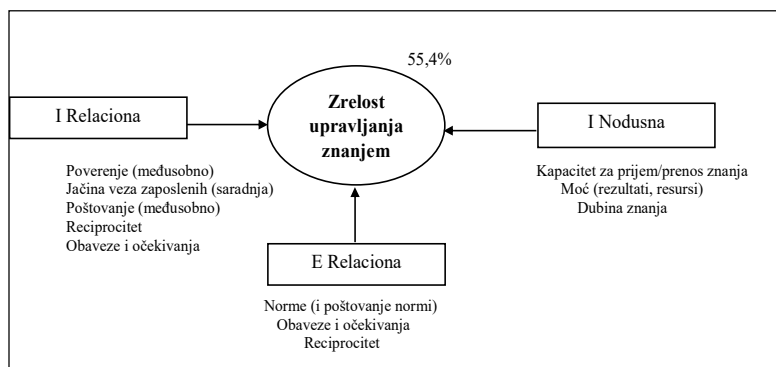 55,4%
Zrelost
upravljanja
znanjem
I Relaciona
I Nodusna
Poverenje (međusobno)
Jačina veza zaposlenih (saradnja)
Poštovanje (međusobno)
Reciprocitet
Obaveze i očekivanja
Kapacitet za prijem/prenos znanja
Moć (rezultati, resursi)
Dubina znanja
E Relaciona
Norme (i poštovanje normi)
Obaveze i očekivanja
Reciprocitet